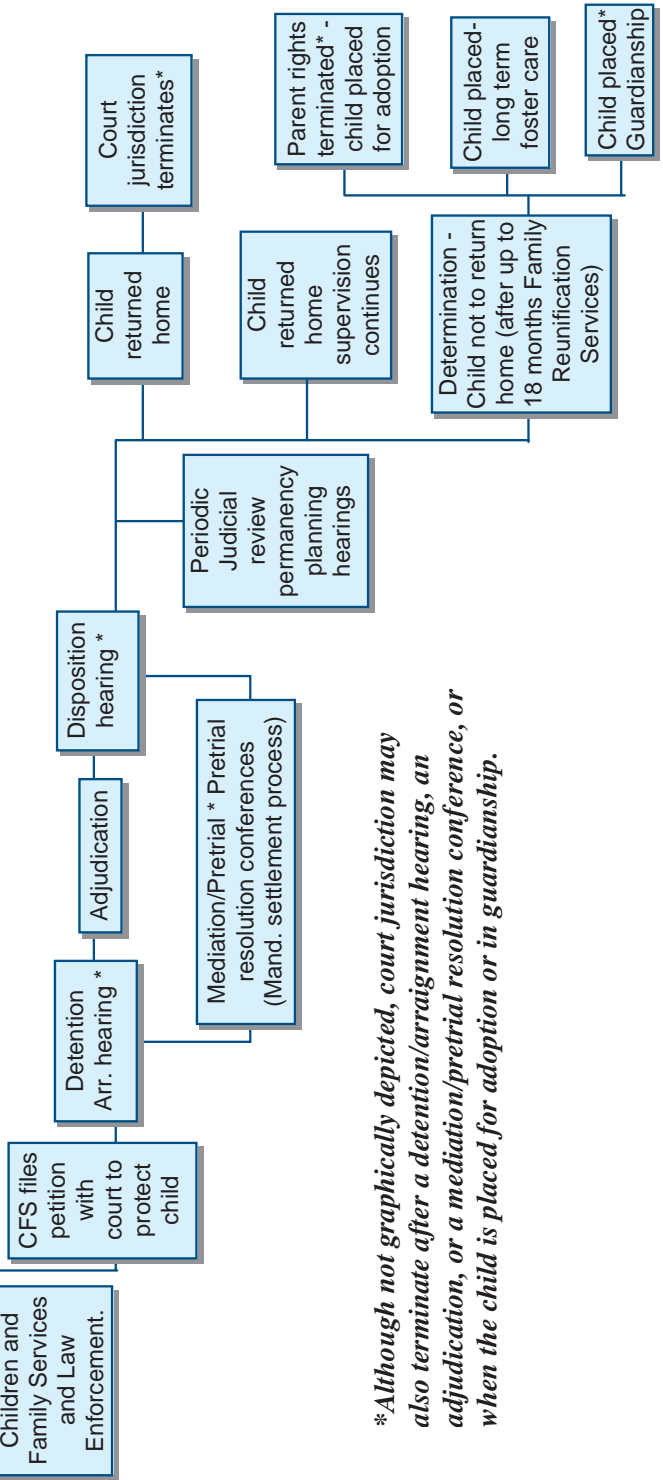 Children and
Family Services
and Law
Enforcement.
CFS files
petition
with
court to
protect
child
Detention
Arr. hearing *
Adjudication
Mediation/Pretrial * Pretrial
resolution conferences
(Mand. settlement process)
Disposition
hearing *
Periodic
Judicial
review
permanency
planning
hearings
Child
returned
home
Court
jurisdiction
terminates*
Child
returned
home
supervision
continues
Determination -
Child not to return
home (after up to
18 months Family
Reunification
Services)
Parent rights
terminated* -
child placed
for adoption
Child placed-
long term
foster care
Child placed*
Guardianship
*Although not graphically depicted, court jurisdiction may
also terminate after a detention/arraignment hearing, an
adjudication, or a mediation/pretrial resolution conference, or
when the child is placed for adoption or in guardianship.